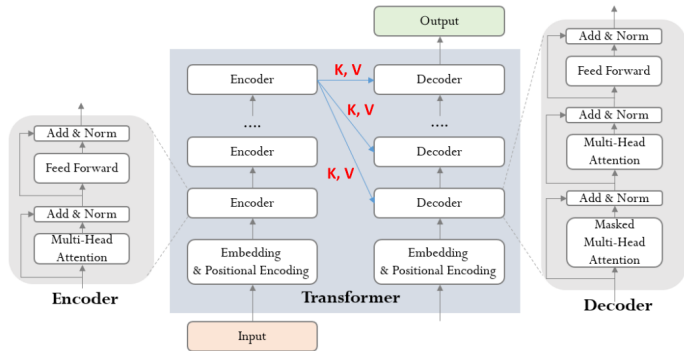 Output
K, V
Encoder
Decoder
K, V
....
....
Encoder
Decoder
K, V
Encoder
Decoder
Embedding
& Positional Encoding
Embedding
& Positional Encoding
Transformer
Input
Add & Norm
Feed Forward
Add & Norm
Multi-Head
Attention
Encoder
Add & Norm
Feed Forward
Add & Norm
Multi-Head
Attention
Add & Norm
Masked
Multi-Head
Attention
Decoder